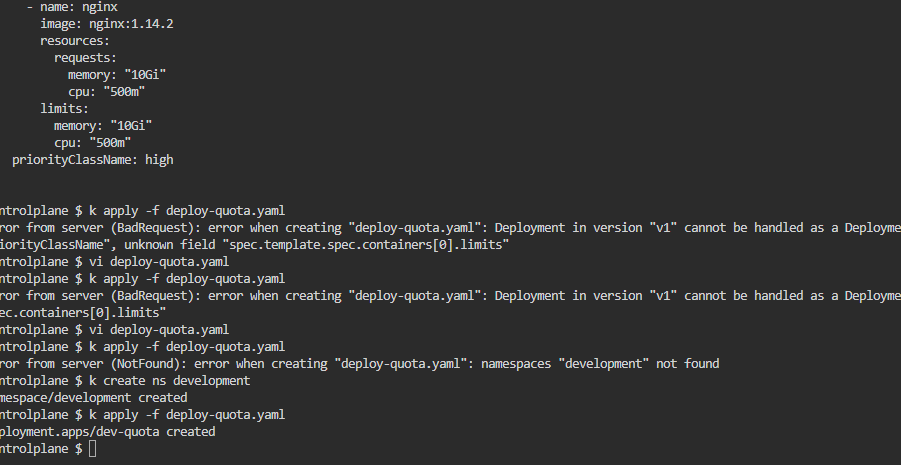 - name: nginx
image: nginx:1.14.2
resources:
requests:
memory: "10Gi"
cpu: "500m"
limits:
memory: "10Gi"
cpu: "500m"
priorityClassName: high
ntrolplane $ k apply -f deploy-quota.yaml
ror from server (BadRequest): error when creating "deploy-quota.yaml": Deployment in version "v1" cannot be handled as a Deployme
iorityClassName", unknown field "spec.template.spec.containers[0].limits"
ntrolplane $ vi deploy-quota.yaml
ntrolplane $ k apply -f deploy-quota.yaml
ror from server (BadRequest): error when creating "deploy-quota.yaml": Deployment in version "v1" cannot be handled as a Deployme
ec.containers[0].limits"
ntrolplane $ vi deploy-quota.yaml
ntrolplane $ k apply -f deploy-quota.yaml
ror from server (NotFound): error when creating "deploy-quota.yaml": namespaces "development" not found
ntrolplane $ k create ns development
mespace/development created
ntrolplane $ k apply -f deploy-quota.yaml
ployment.apps/dev-quota created
ntrolplane $